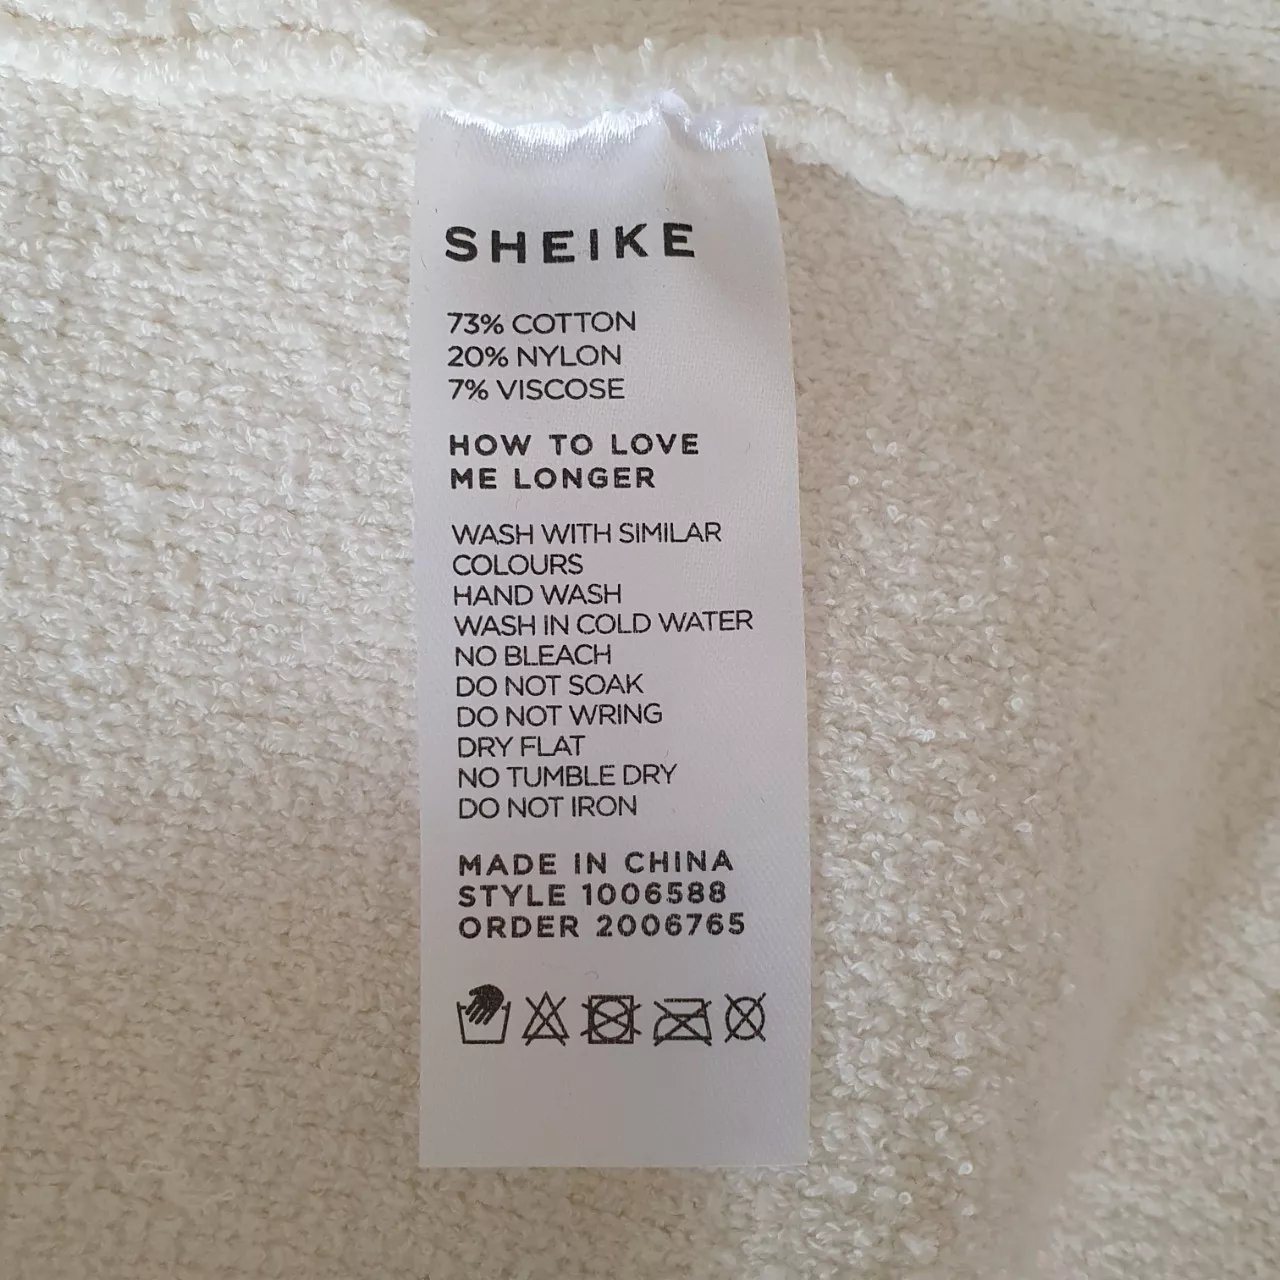 SHEIKE
73% COTTON
20% NYLON
7% VISCOSE
HOW TO LOVE
ME LONGER
WASH WITH SIMILAR
COLOURS
HAND WASH
WASH IN COLD WATER
NO BLEACH
DO NOT SOAK
DO NOT WRING
DRY FLAT
NO TUMBLE DRY
DO NOT IRON
MADE IN CHINA
STYLE 1006588
ORDER 2006765